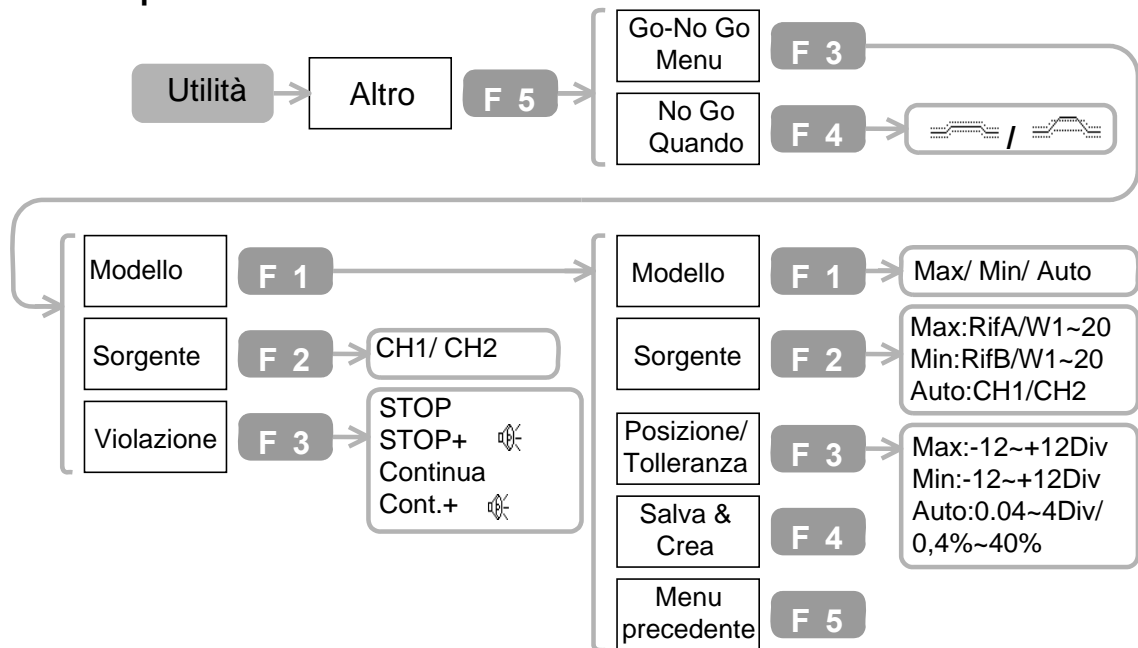 Go-No Go
Menu
F 3
Utilità
Altro
F 5
No Go
Quando
F 4
/
Modello
F 1
Sorgente
F 2
CH1/ CH2
Violazione
F 3
STOP
STOP+
Continua
Cont.+
Modello
F 1
Max/ Min/ Auto
Sorgente
F 2
Max:RifA/W1~20
Min:RifB/W1~20
Auto:CH1/CH2
Posizione/
Tolleranza
F 3
Max:-12~+12Div
Min:-12~+12Div
Auto:0.04~4Div/
0,4%~40%
Salva &
Crea
F 4
Menu
precedente
F 5